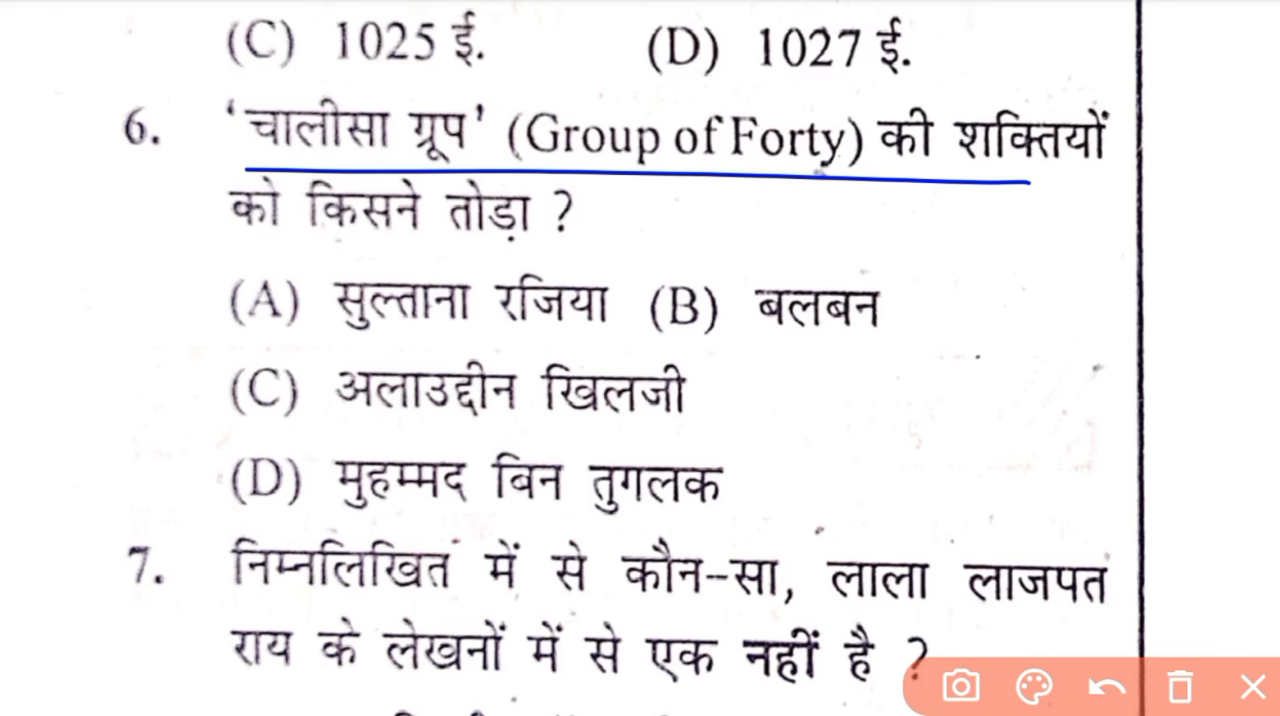 (C) 1025 ई. (D) 1027 ई.
6. 'चालीसा ग्रूप' (Group of Forty) की शक्तियों
को किसने तोड़ा ?
(A) सुल्ताना रजिया (B) बलबन
(C) अलाउद्दीन खिलजी
(D) मुहम्मद बिन तुगलक
7. निम्नलिखित में से कौन-सा, लाला लाजपत
राय के लेखनों में से एक नहीं है ?